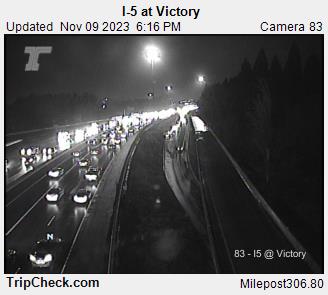 I-5 at Victory
Updated Nov 09 2023 6:16 PM Camera 83
T
N
83 - I5 @ Victory
TripCheck.com Milepost306.80